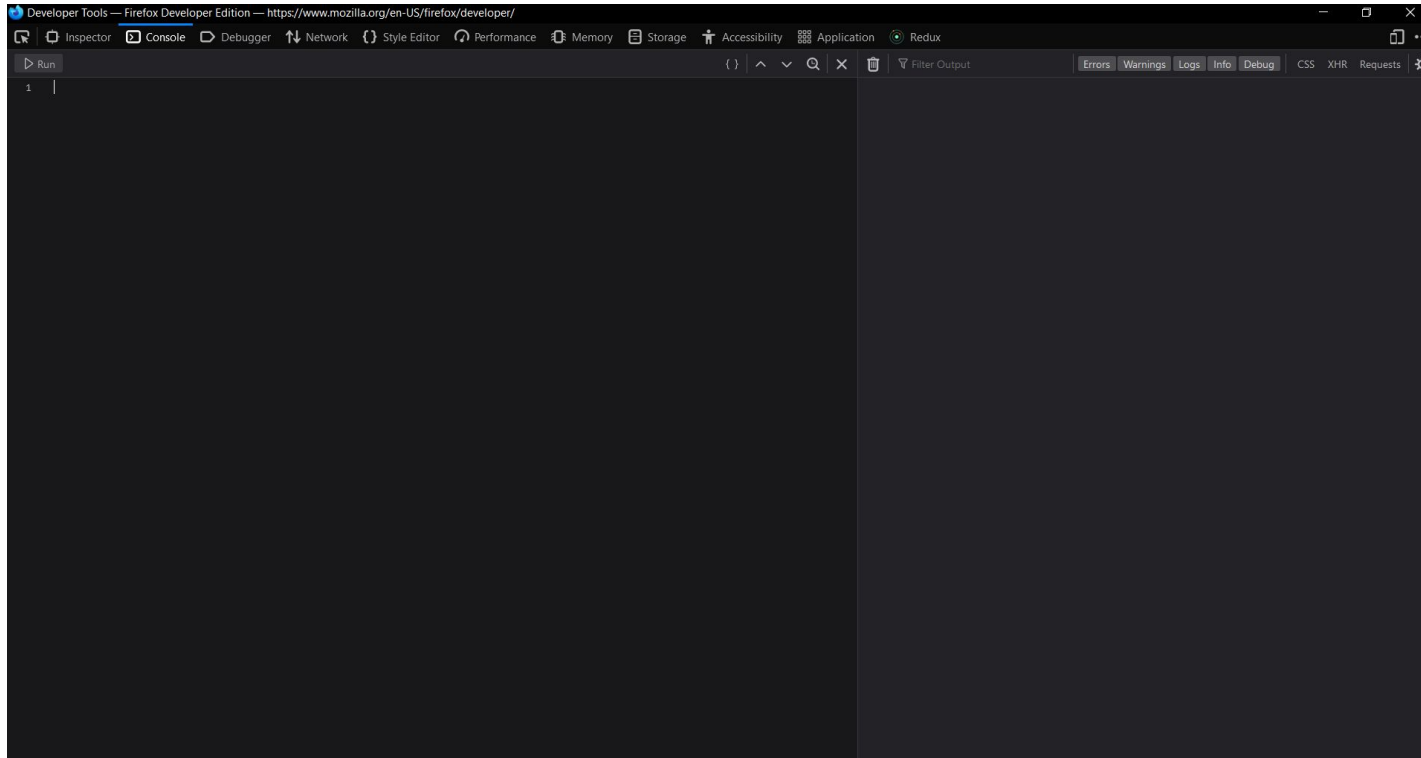 Developer Tools — Firefox Developer Edition — https://www.mozilla.org/en-US/firefox/developer/
Inspector Console Debugger Network {} Style Editor Performance Memory Storage Accessibility Application Redux
Run { } Filter Output Errors Warnings Logs Info Debug CSS XHR Requests
1